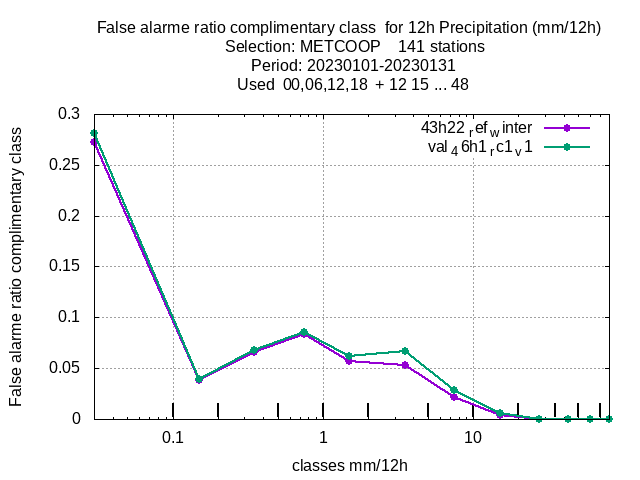 False alarme ratio complimentary class  for 12h Precipitation (mm/12h)
Selection: METCOOP    141 stations
Period: 20230101-20230131
Used  00,06,12,18  + 12 15 ... 48
43h22 ref winter
val 46h1 rc1 v1
False alarme ratio complimentary class
0.3
0.25
0.2
0.15
0.1
0.05
0
0.1
1
10
classes mm/12h